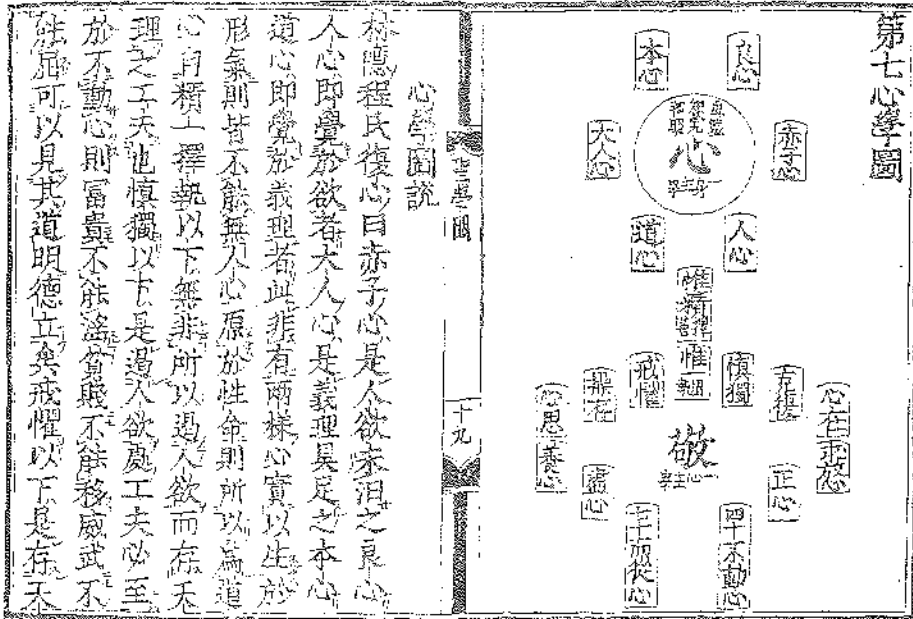 第七心學圖
良心
本心
虛靈
知覺
心
一身主宰
赤子心
大人心
人心
道心
惟精擇善
惟一固執
愼獨
戒懼
克復
操存
心在
心思
養心
正心
盡心
敬
一心主宰
四十不動心
七十而從心
聖學圖
十九
心學圖說
林隱程氏復心曰赤子心是人欲未汨之良心
人心即覺於欲者大人心是義理具足之本心
道心即覺於義理者此非有兩樣心實以生於
形氣則皆不能無人心原於性命則所以爲道
心自精一擇執以下無非所以遏人欲而存天
理之工夫也愼獨以下是遏人欲處工夫必至
於不動心則富貴不能淫貧賤不能移威武不
能屈可以見其道明德立矣戒懼以下是存天